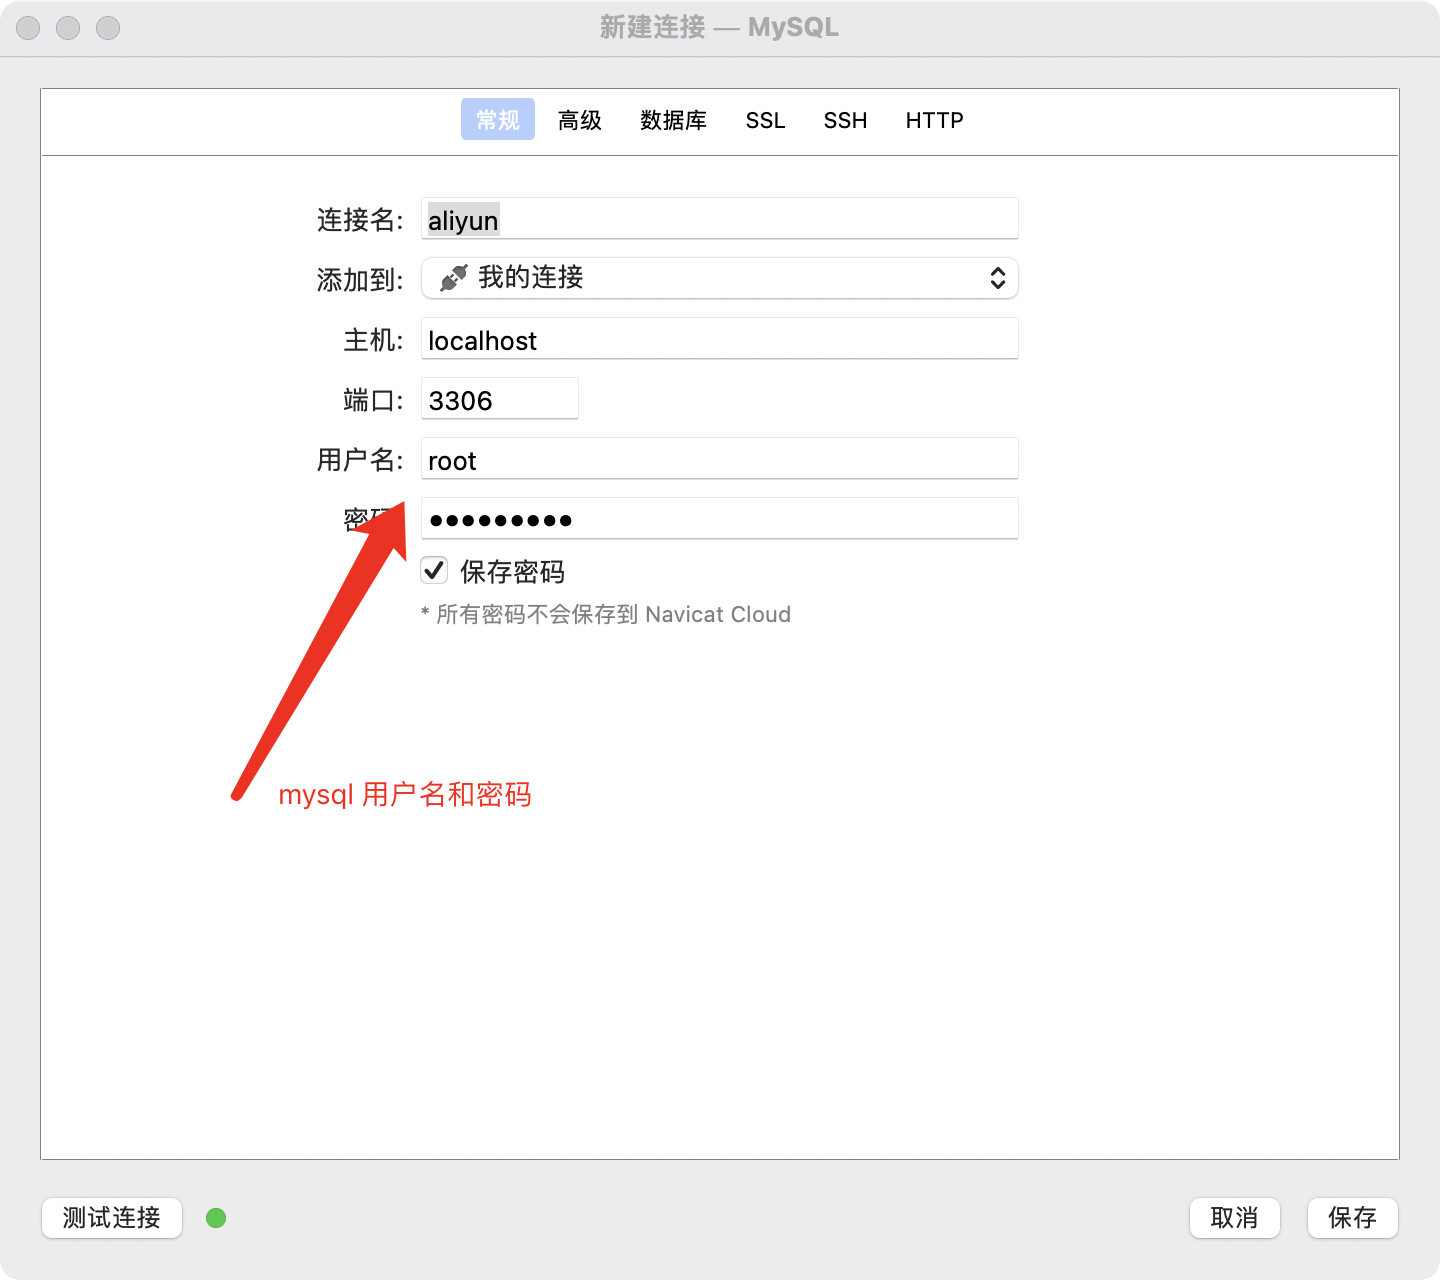 新建连接 — MySQL
常规 高级 数据库 SSL SSH HTTP
连接名: aliyun
添加到: 我的连接
主机: localhost
端口: 3306
用户名: root
密码 •••••••••
保存密码
* 所有密码不会保存到 Navicat Cloud
mysql 用户名和密码
测试连接 取消 保存